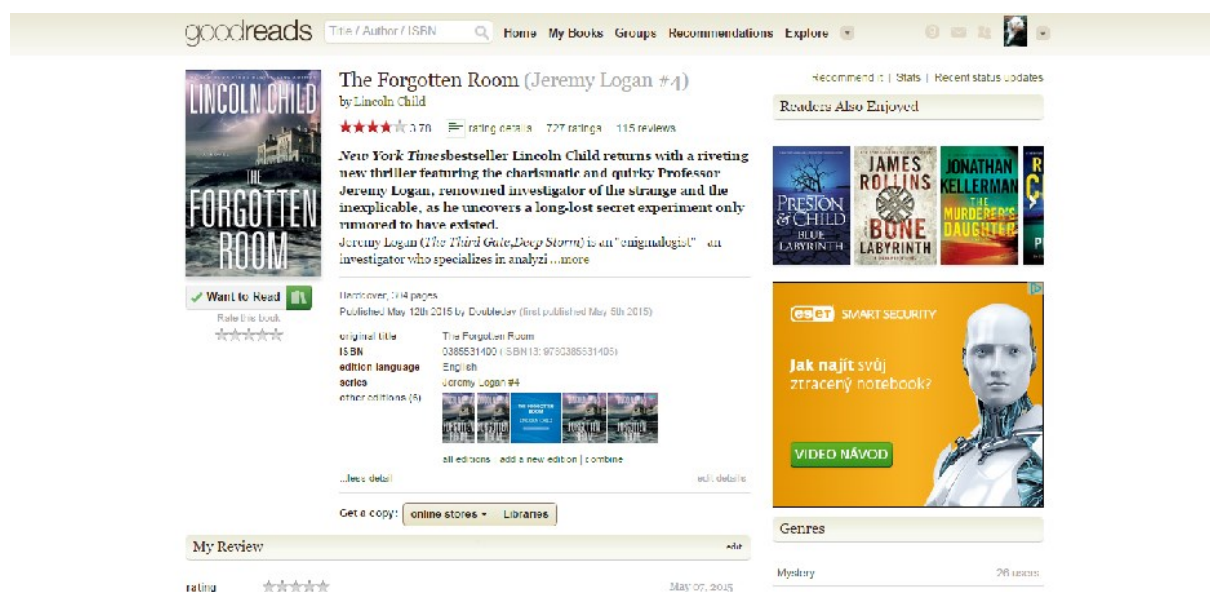 goodreads
Title / Author / ISBN
Home My Books Groups Recommendations Explore
LINCOLN CHILD
THE
FORGOTTEN
ROOM
Want to Read
Rate this book
The Forgotten Room (Jeremy Logan #4)
by Lincoln Child
3.78 rating details 727 ratings 115 reviews
New York Timesbestseller Lincoln Child returns with a riveting
new thriller featuring the charismatic and quirky Professor
Jeremy Logan, renowned investigator of the strange and the
inexplicable, as he uncovers a long-lost secret experiment only
rumored to have existed.
Jeremy Logan (The Third Gate,Deep Storm) is an "enigmalogist" an
investigator who specializes in analyzi ...more
Hardcover, 304 pages
Published May 12th 2015 by Doubleday (first published May 5th 2015)
original title The Forgotten Room
ISBN 0385531400 (ISBN13: 9780385531405)
edition language English
series Jeremy Logan #4
other editions (6)
all editions add a new edition | combine
...less detail edit details
Get a copy: online stores Libraries
My Review edit
rating May 07, 2015
Recommend it | Stats | Recent status updates
Readers Also Enjoyed
PRESTON
& CHILD
BLUE
LABYRINTH
JAMES
ROLLINS
THE
BONE
LABYRINTH
JONATHAN
KELLERMAN
THE
MURDERER'S
DAUGHTER
eset SMART SECURITY
Jak najít svůj
ztracený notebook?
VIDEO NÁVOD
Genres
Mystery 26 users